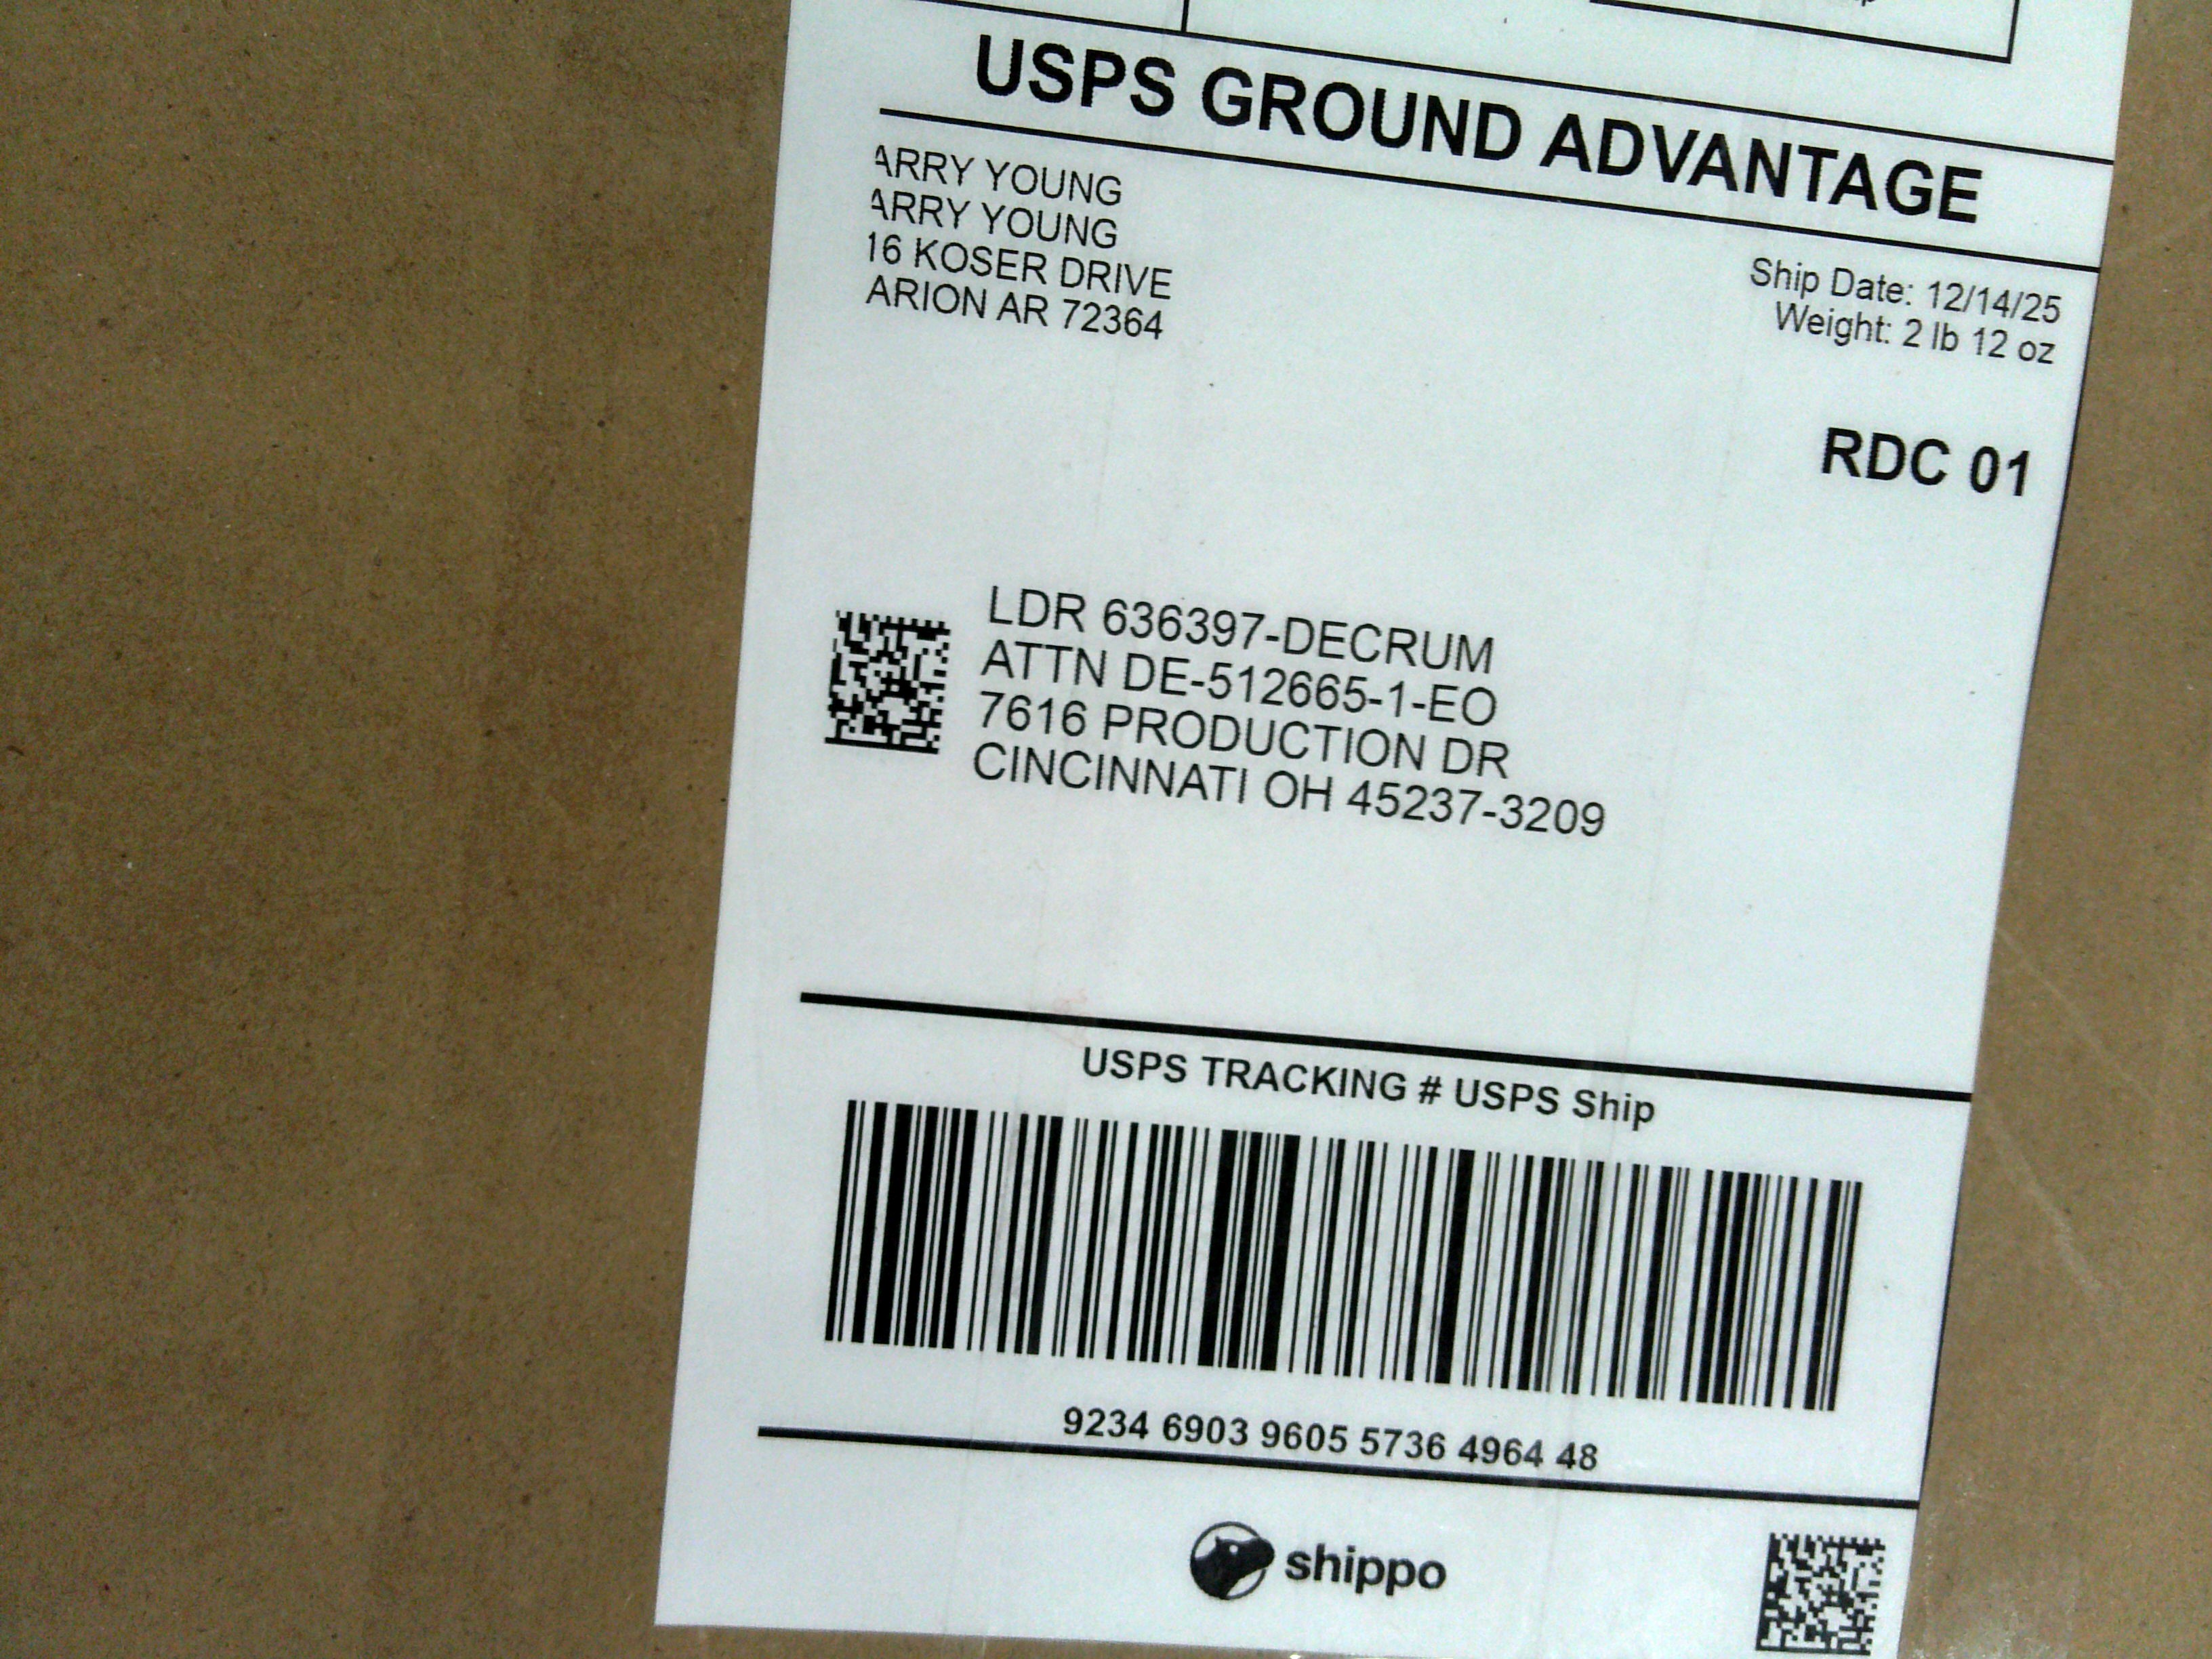 USPS GROUND ADVANTAGE
ARRY YOUNG
ARRY YOUNG
16 KOSER DRIVE
ARION AR 72364
Ship Date: 12/14/25
Weight: 2 lb 12 oz
RDC 01
LDR 636397-DECRUM
ATTN DE-512665-1-EO
7616 PRODUCTION DR
CINCINNATI OH 45237-3209
USPS TRACKING # USPS Ship
9234 6903 9605 5736 4964 48
shippo